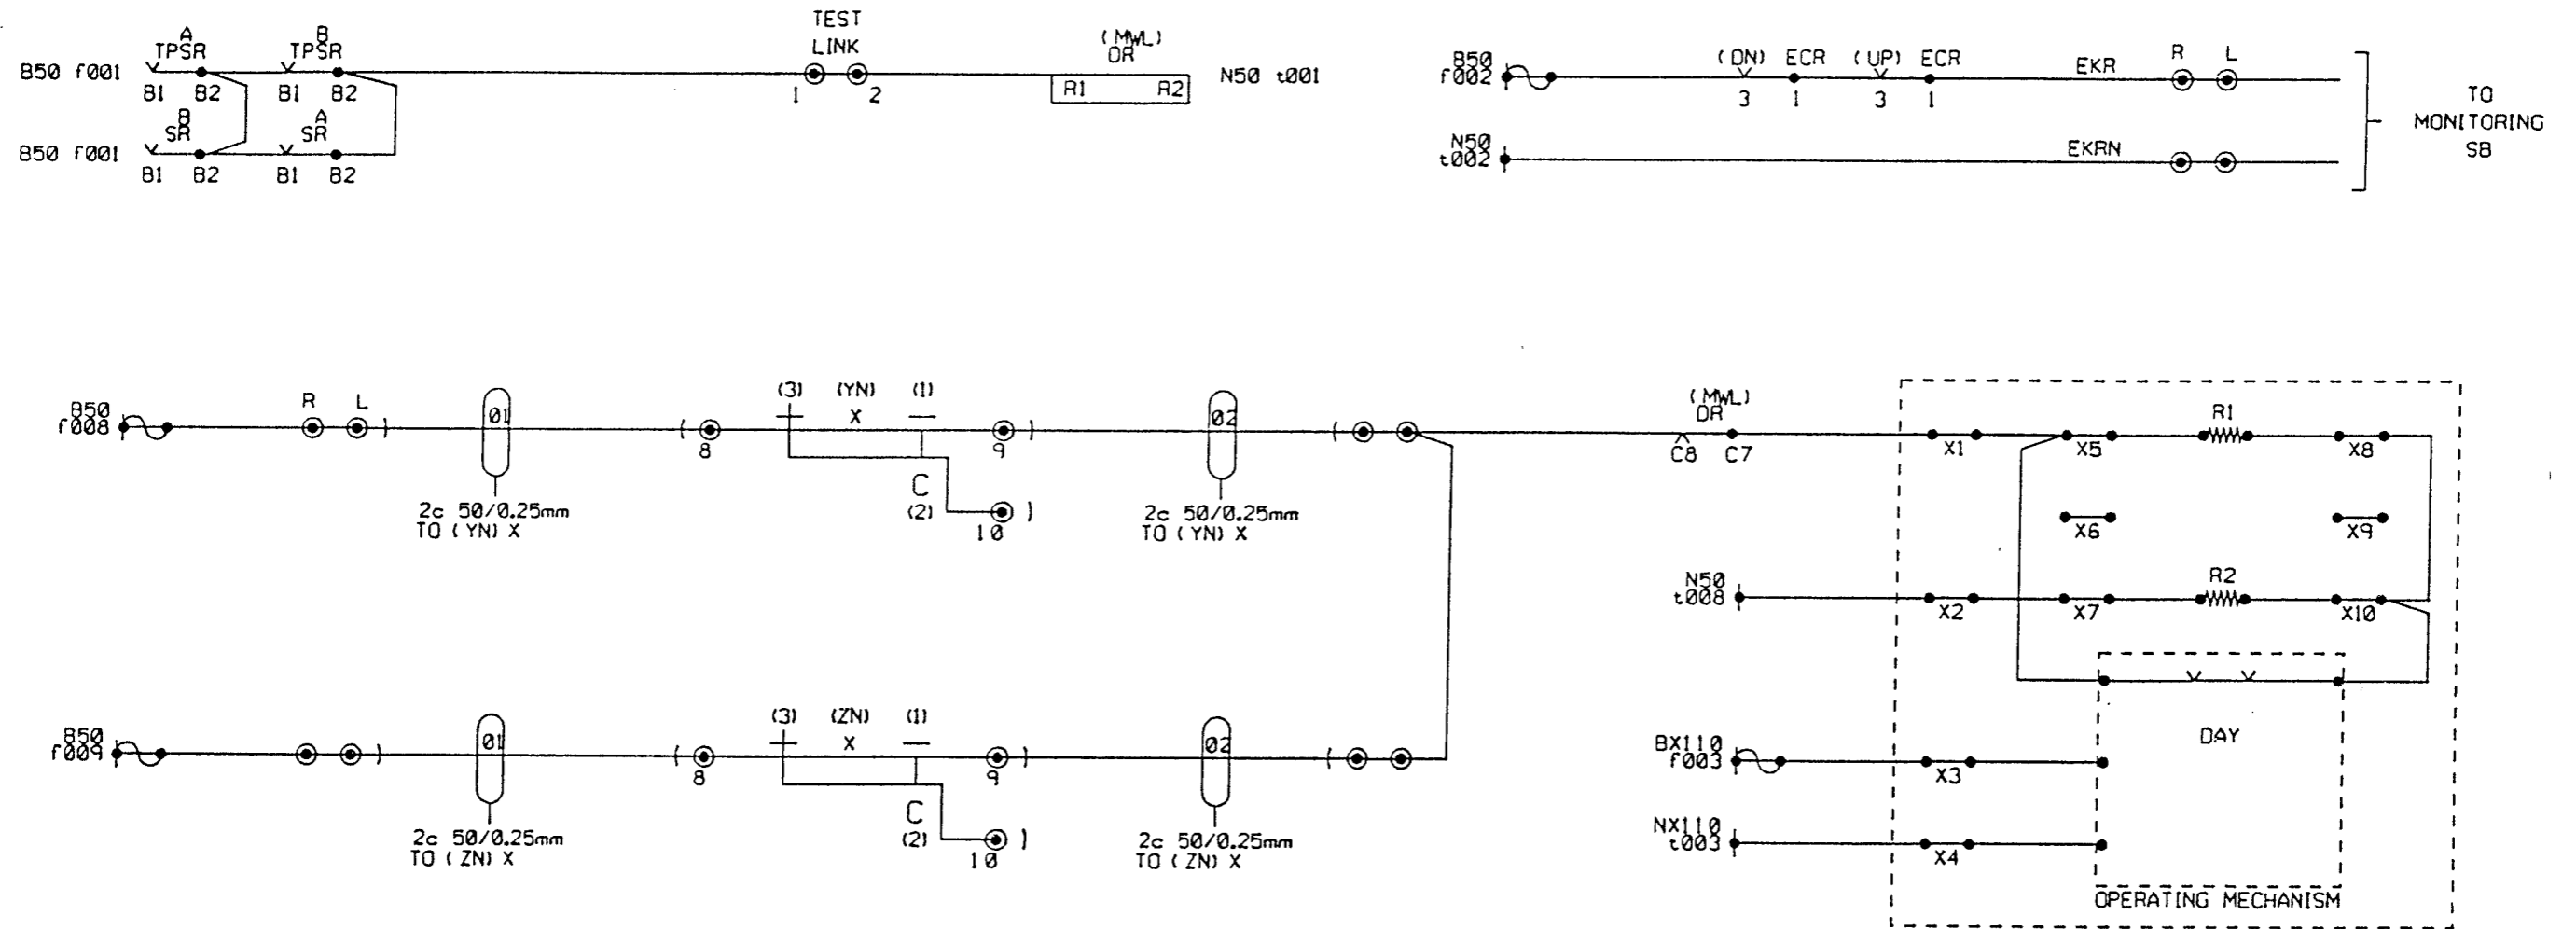 A B TEST
TPSR TPSR LINK (MWL)
DR
B50 f001 N50 t001
B1 B2 B1 B2 1 2 R1 R2
B A
SR SR
B50 f001
B1 B2 B1 B2
B50 (DN) ECR (UP) ECR EKR R L
f002
3 1 3 1
N50 EKRN
t002
TO
MONITORING
SB
B50 R L 01 (3) (YN) (1) 02
f008 X
8 9
C
(2)
10
2c 50/0.25mm
TO (YN) X
2c 50/0.25mm
TO (YN) X
(MWL)
DR
C8 C7
X1 X5 R1 X8
X6 X9
N50 R2
t008
X2 X7 X10
B50 01 (3) (ZN) (1) 02
f009 X
8 9
C
(2)
10
2c 50/0.25mm
TO (ZN) X
2c 50/0.25mm
TO (ZN) X
DAY
BX110
f003
X3
NX110
t003
X4
OPERATING MECHANISM